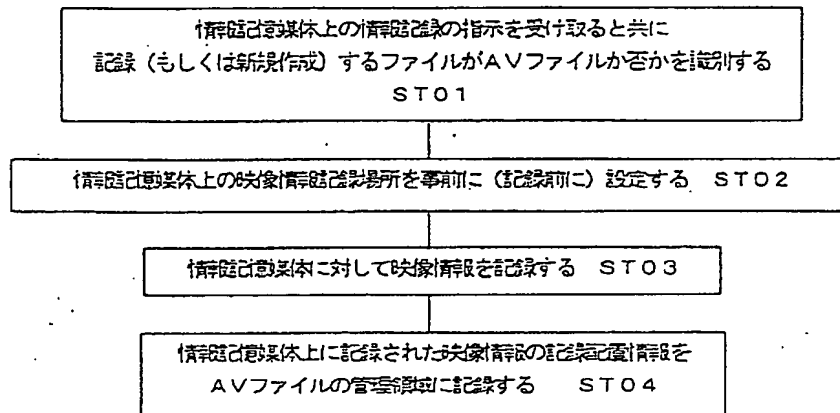 情報記憶媒体上の情報記録の指示を受け取ると共に
記録（もしくは新規作成）するファイルがAVファイルか否かを識別する
ST01
情報記憶媒体上の映像情報記録場所を事前に（記録前に）設定する ST02
情報記憶媒体に対して映像情報を記録する ST03
情報記憶媒体上に記録された映像情報の記録配置情報を
AVファイルの管理領域に記録する ST04